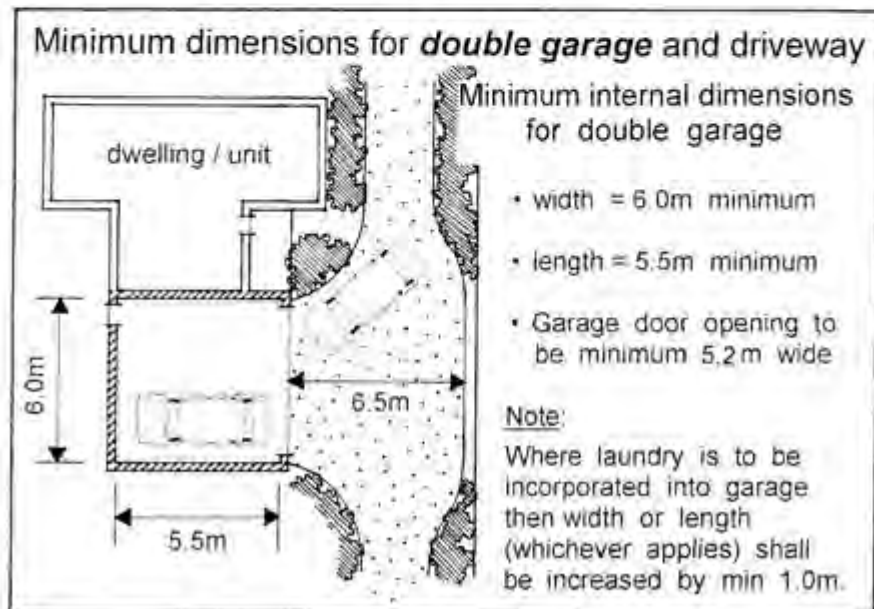 Minimum dimensions for double garage and driveway
Minimum internal dimensions
for double garage
dwelling / unit
• width = 6.0m minimum
• length = 5.5m minimum
• Garage door opening to
be minimum 5.2m wide
6.0m
6.5m
5.5m
Note:
Where laundry is to be
incorporated into garage
then width or length
(whichever applies) shall
be increased by min 1.0m.